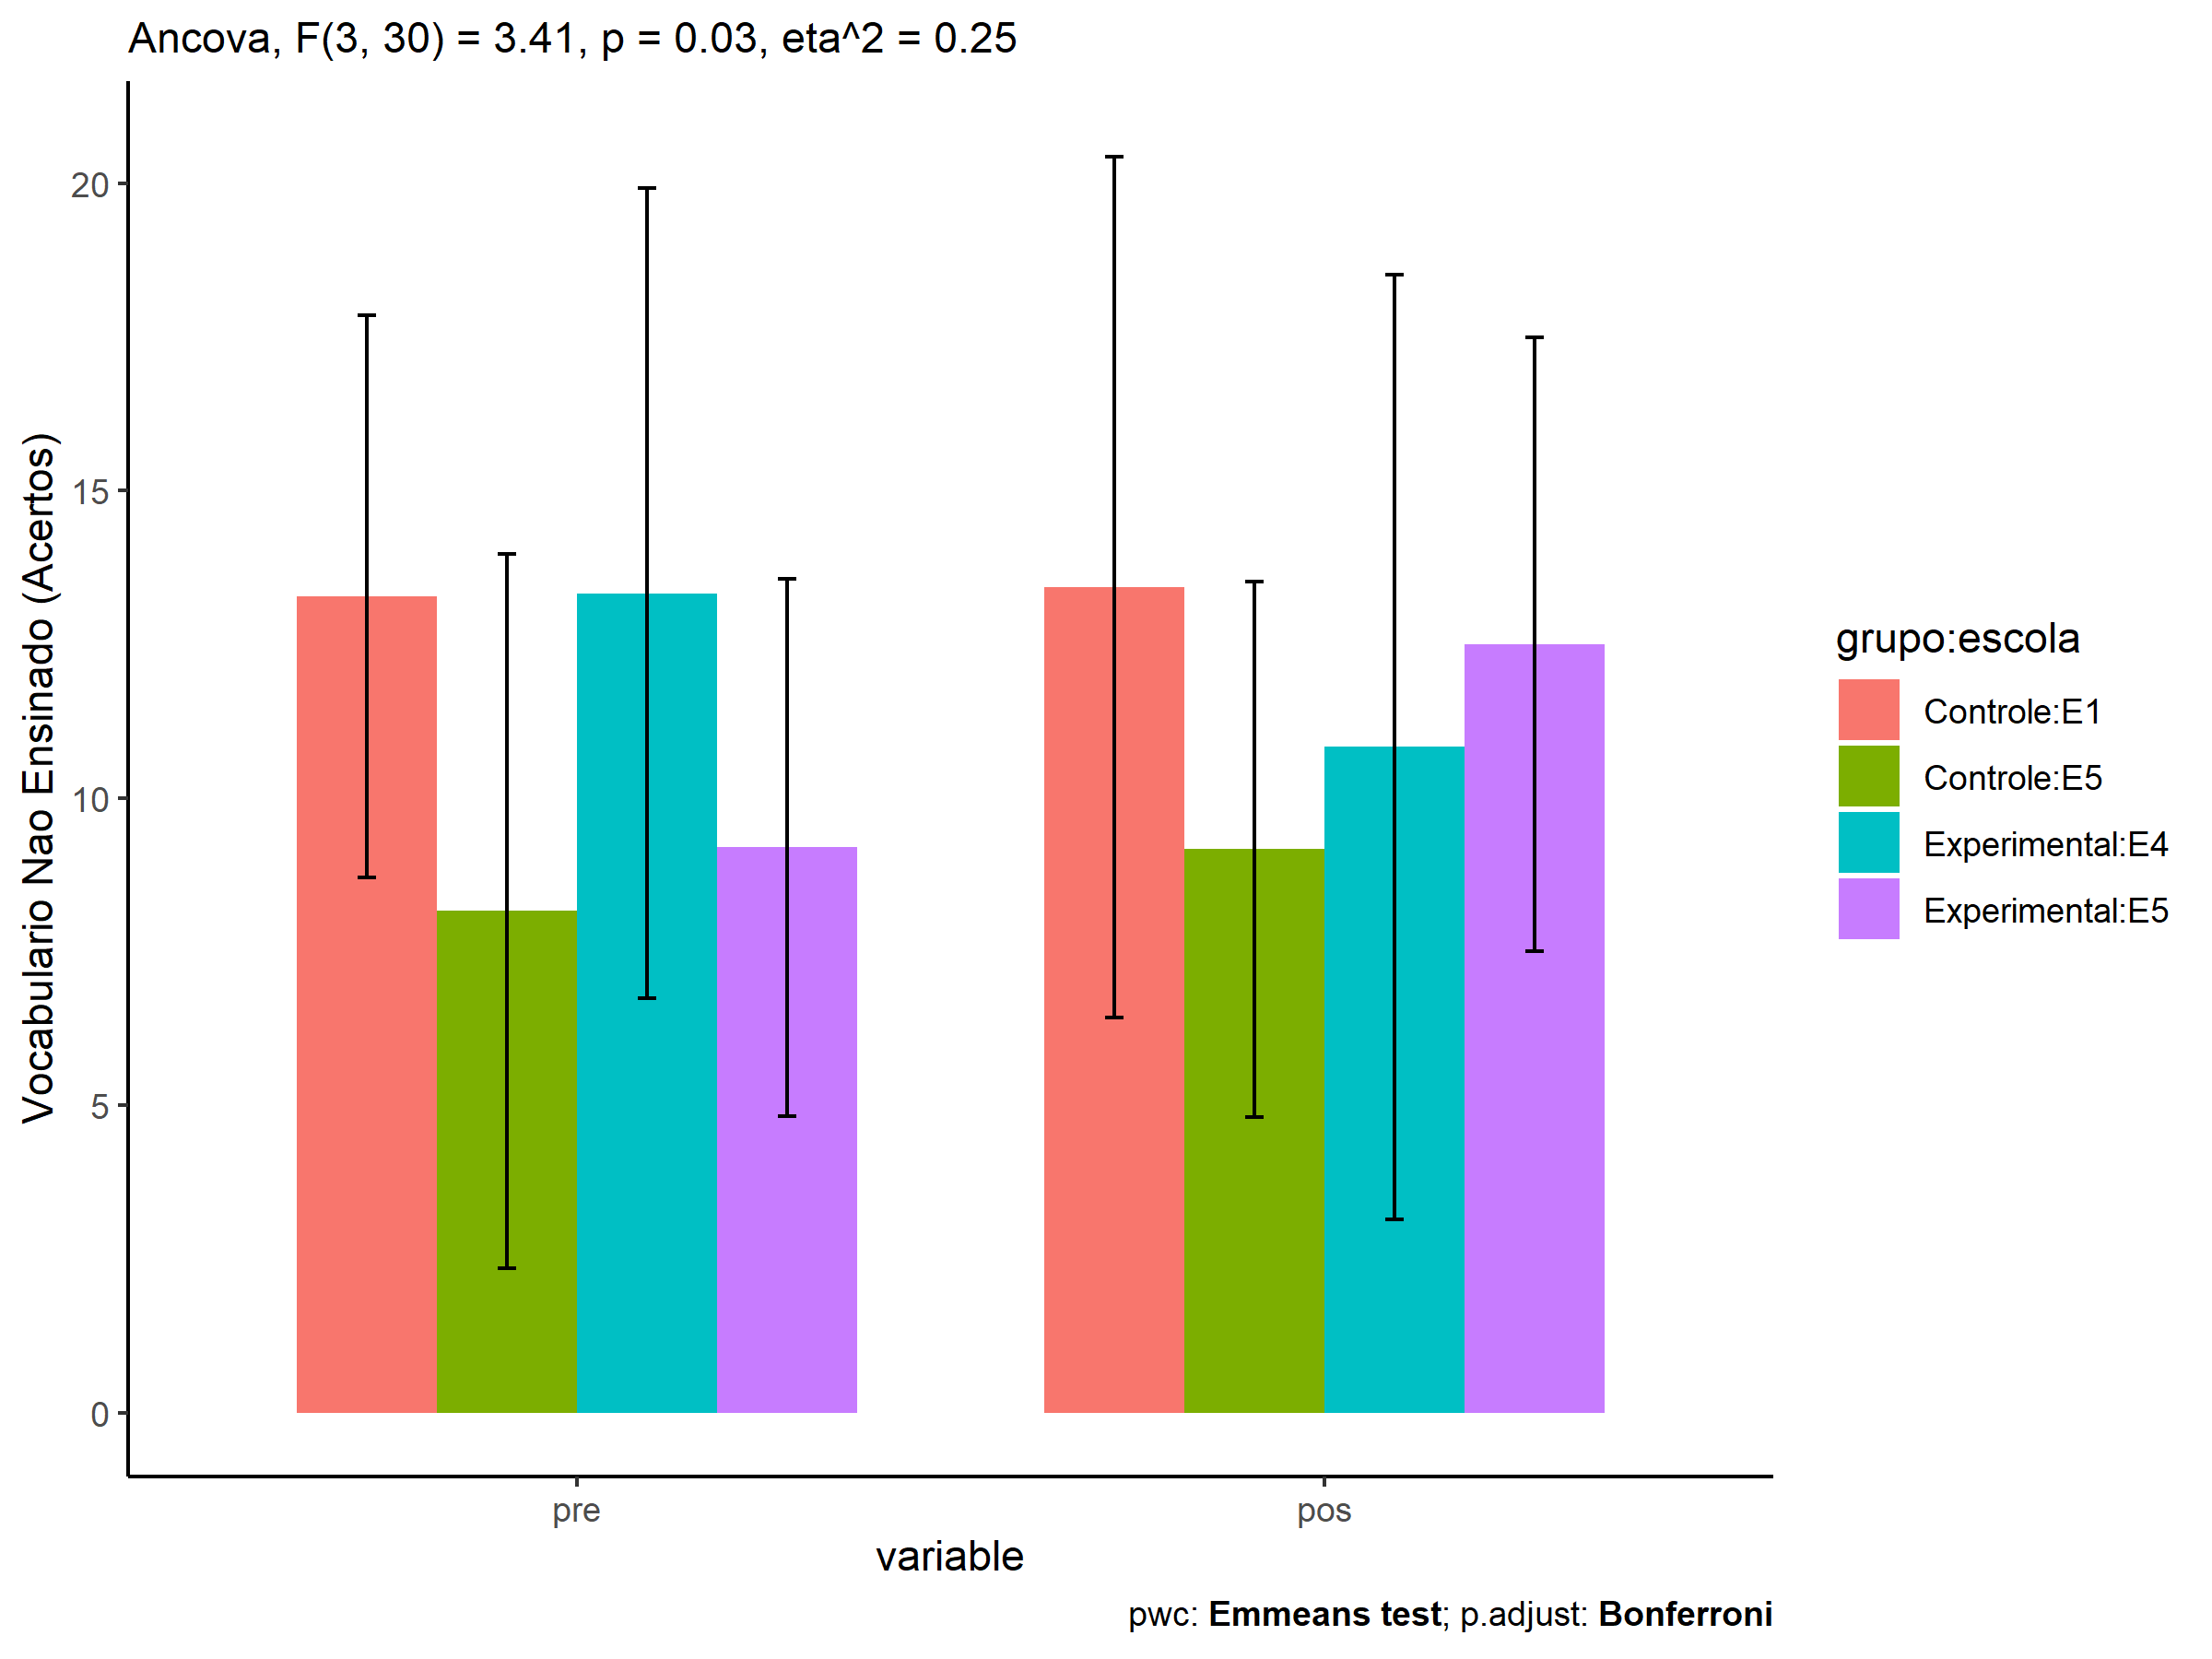 Ancova, F(3, 30) = 3.41, p = 0.03, eta^2 = 0.25
Vocabulario Nao Ensinado (Acertos)
20
15
10
5
0
pre
pos
variable
grupo:escola
Controle:E1
Controle:E5
Experimental:E4
Experimental:E5
pwc: Emmeans test; p.adjust: Bonferroni